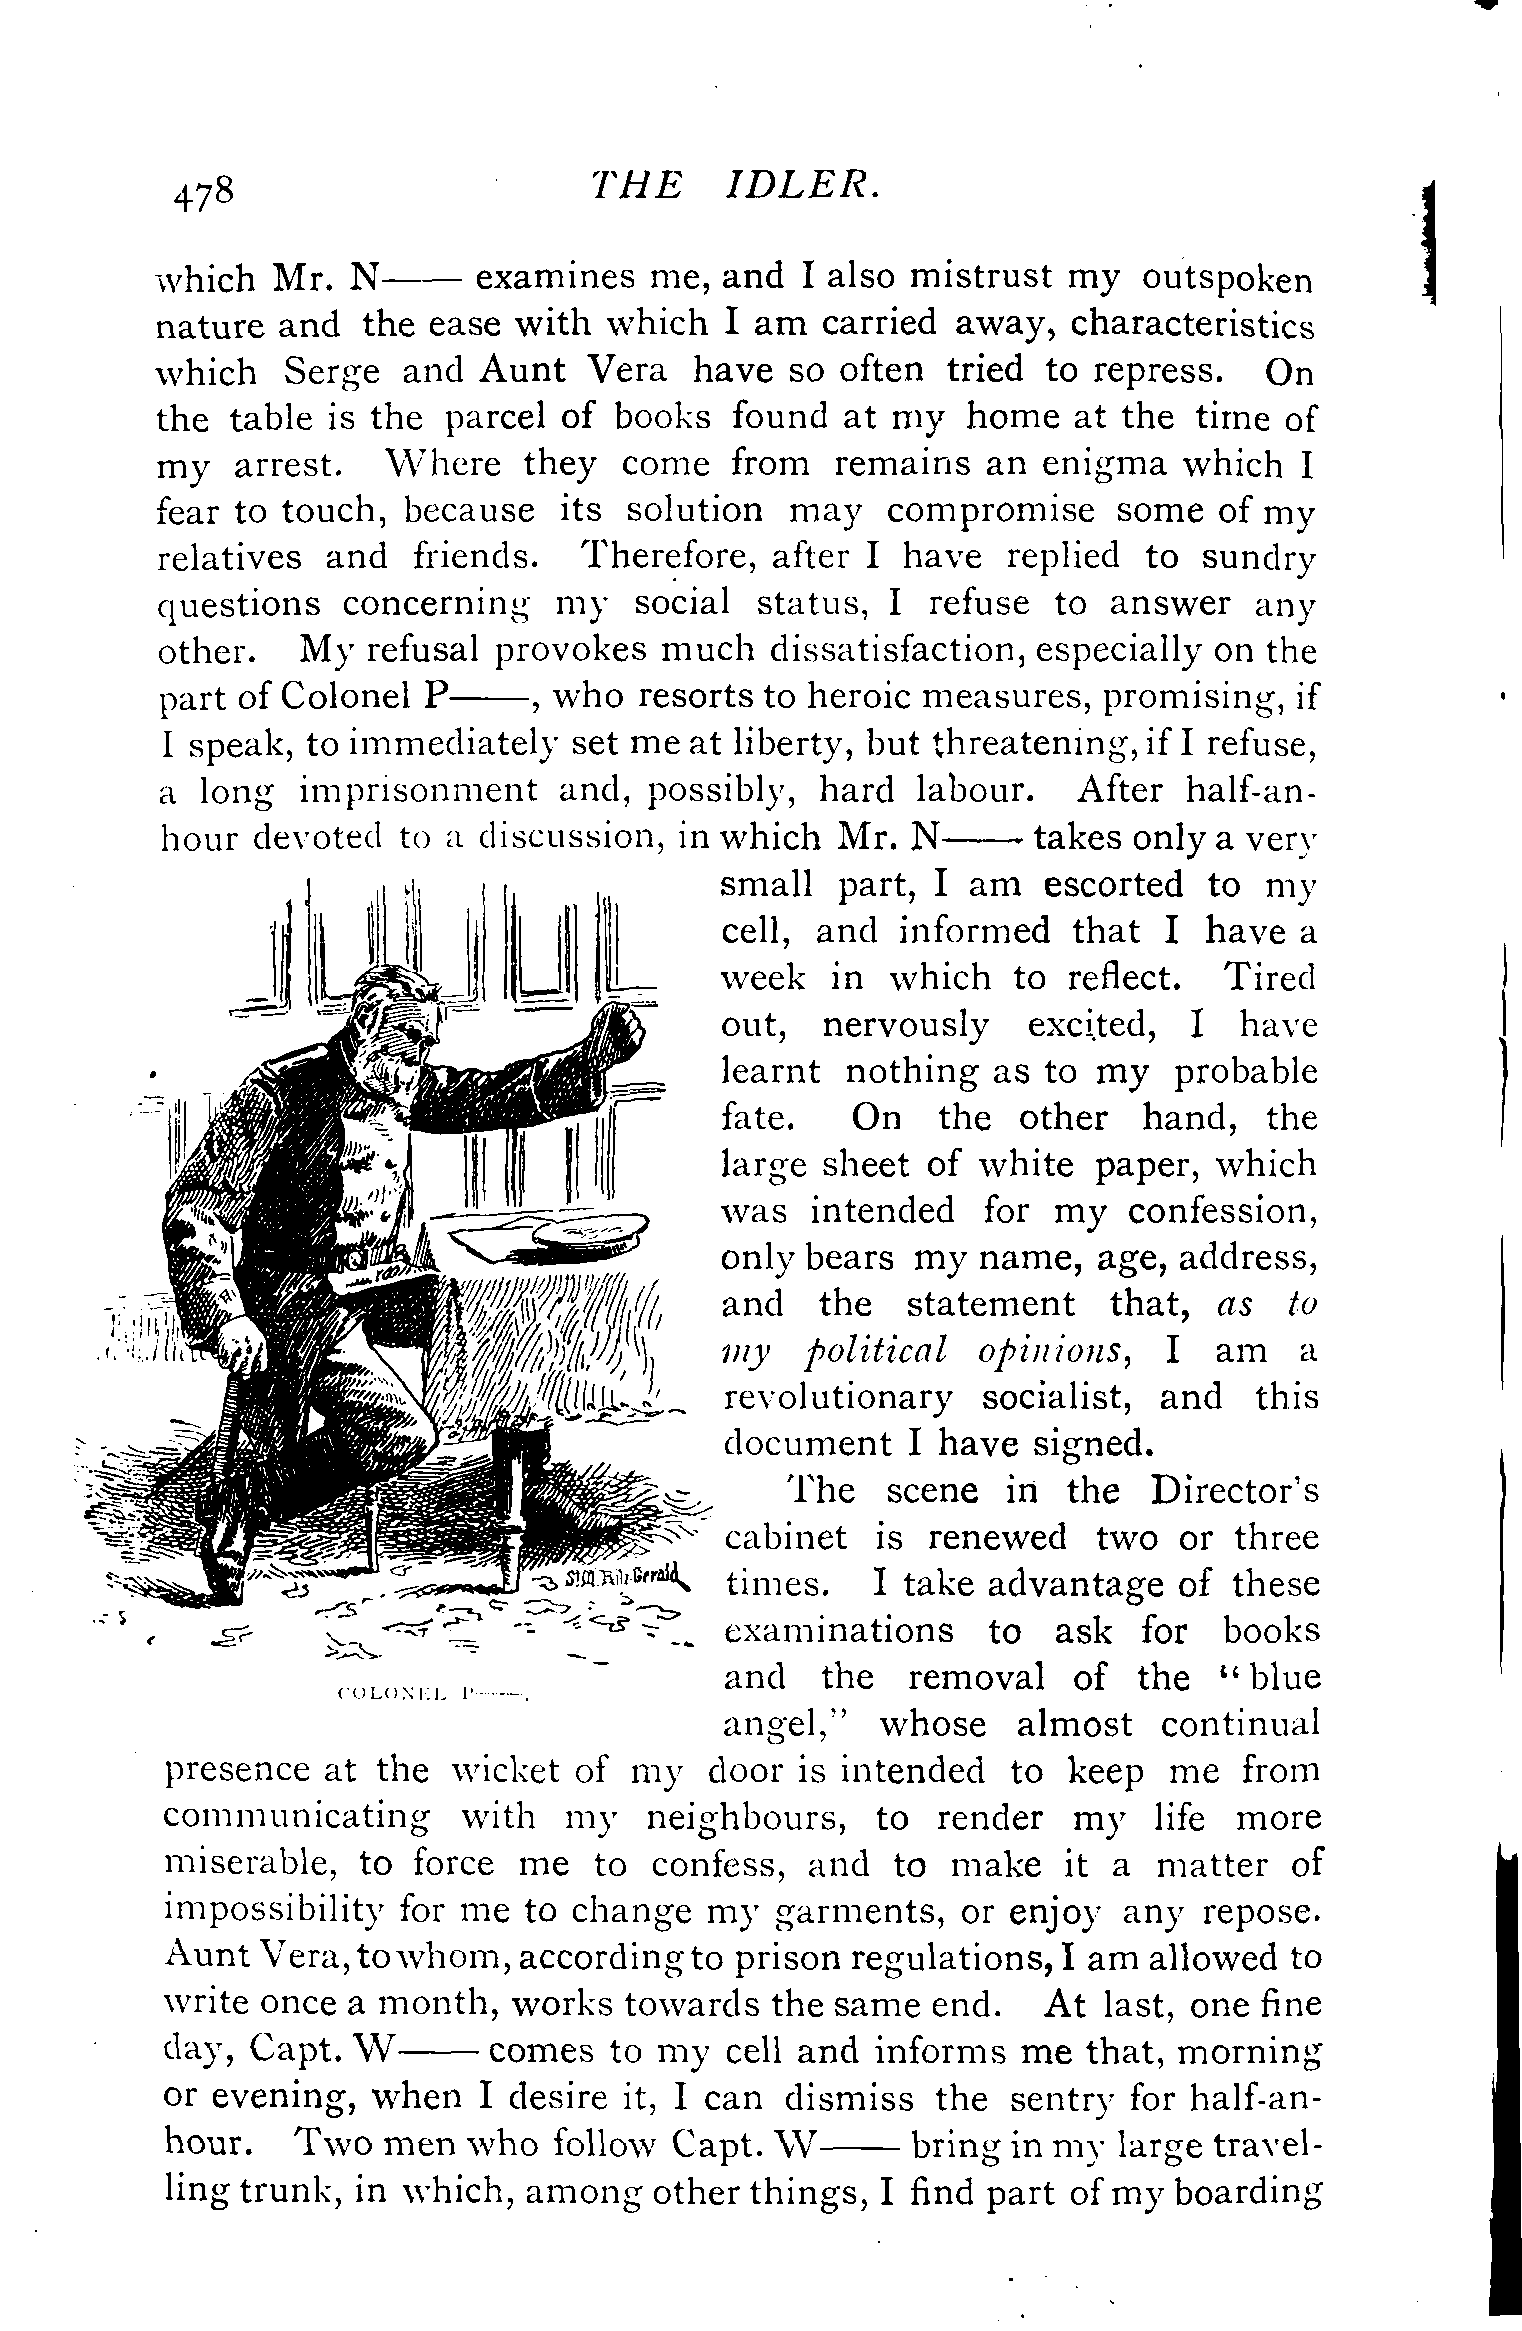 478 THE IDLER.
which Mr. N—— examines me, and I also mistrust my outspoken
nature and the ease with which I am carried away, characteristics
which Serge and Aunt Vera have so often tried to repress. On
the table is the parcel of books found at my home at the time of
my arrest. Where they come from remains an enigma which I
fear to touch, because its solution may compromise some of my
relatives and friends. Therefore, after I have replied to sundry
questions concerning my social status, I refuse to answer any
other. My refusal provokes much dissatisfaction, especially on the
part of Colonel P——, who resorts to heroic measures, promising, if
I speak, to immediately set me at liberty, but threatening, if I refuse,
a long imprisonment and, possibly, hard labour. After half-an-
hour devoted to a discussion, in which Mr. N—— takes only a very
small part, I am escorted to my
cell, and informed that I have a
week in which to reflect. Tired
out, nervously excited, I have
learnt nothing as to my probable
fate. On the other hand, the
large sheet of white paper, which
was intended for my confession,
only bears my name, age, address,
and the statement that, as to
my political opinions, I am a
revolutionary socialist, and this
document I have signed.
The scene in the Director's
cabinet is renewed two or three
times. I take advantage of these
examinations to ask for books
and the removal of the "blue
angel," whose almost continual
St. M. Fitz-Gerald
COLONEL P——.
presence at the wicket of my door is intended to keep me from
communicating with my neighbours, to render my life more
miserable, to force me to confess, and to make it a matter of
impossibility for me to change my garments, or enjoy any repose.
Aunt Vera, to whom, according to prison regulations, I am allowed to
write once a month, works towards the same end. At last, one fine
day, Capt. W—— comes to my cell and informs me that, morning
or evening, when I desire it, I can dismiss the sentry for half-an-
hour. Two men who follow Capt. W—— bring in my large travel-
ling trunk, in which, among other things, I find part of my boarding